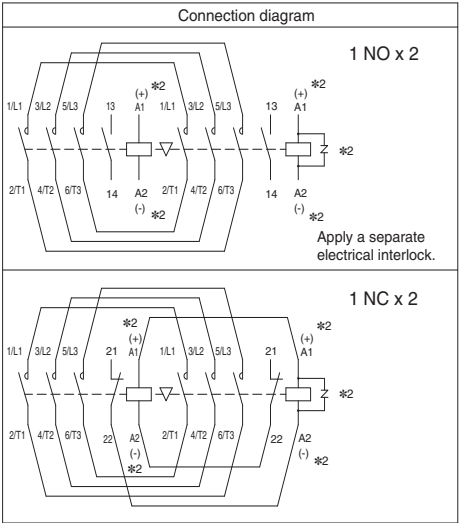 Connection diagram
1 NO x 2
(+) ✻2 (+) ✻2
1/L1 3/L2 5/L3 13 A1 1/L1 3/L2 5/L3 13 A1
✻2
2/T1 4/T2 6/T3 14 A2 2/T1 4/T2 6/T3 14 A2
(-) ✻2 (-) ✻2
Apply a separate
electrical interlock.
1 NC x 2
✻2 ✻2
(+) (+)
1/L1 3/L2 5/L3 21 A1 1/L1 3/L2 5/L3 21 A1
✻2
2/T1 4/T2 6/T3 22 A2 2/T1 4/T2 6/T3 22 A2
(-) (-) ✻2
✻2